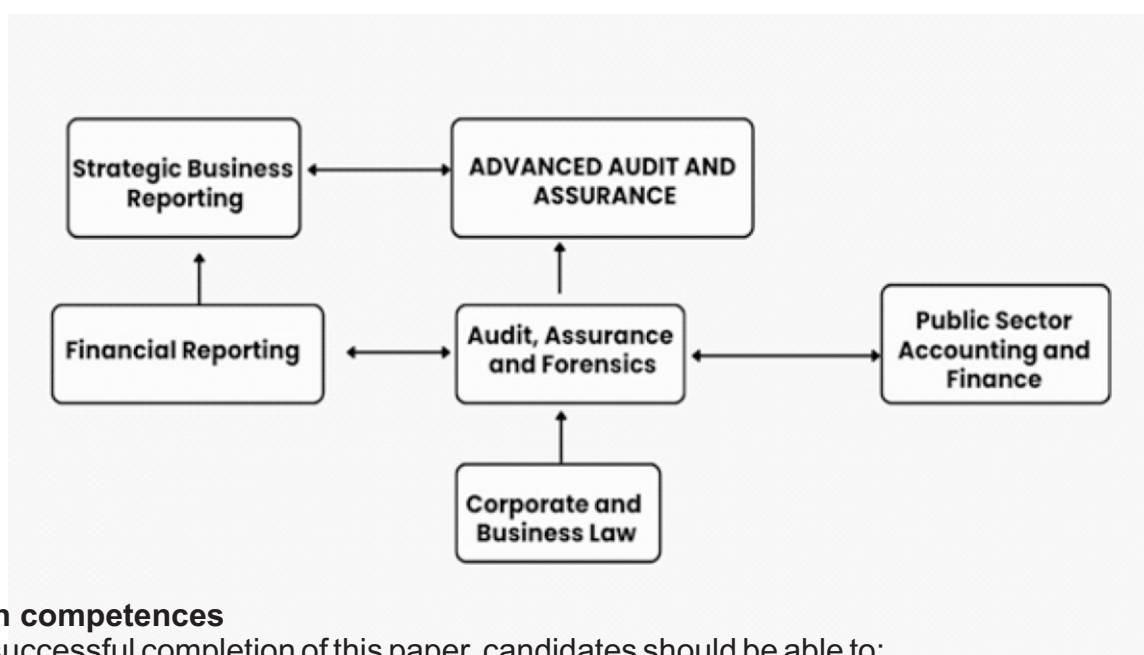 Strategic Business
Reporting
ADVANCED AUDIT AND
ASSURANCE
Financial Reporting
Audit, Assurance
and Forensics
Public Sector
Accounting and
Finance
Corporate and
Business Law
competences
successful completion of this paper, candidates should be able to: